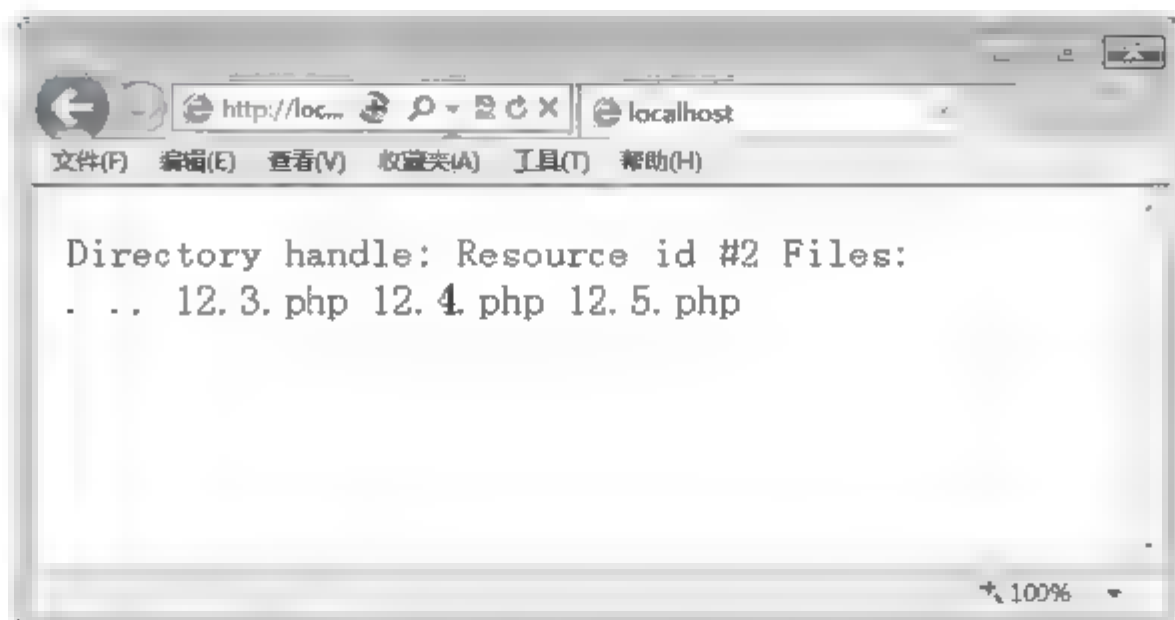 http://loc... localhost
文件(F) 编辑(E) 查看(V) 收藏夹(A) 工具(T) 帮助(H)
Directory handle: Resource id #2 Files:
. .. 12.3.php 12.4.php 12.5.php
100%